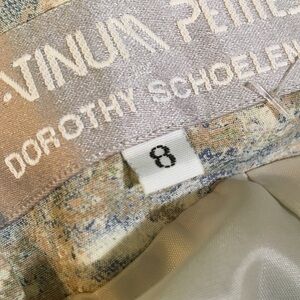 ATINUM PETITES
DOROTHY SCHOELEN
8